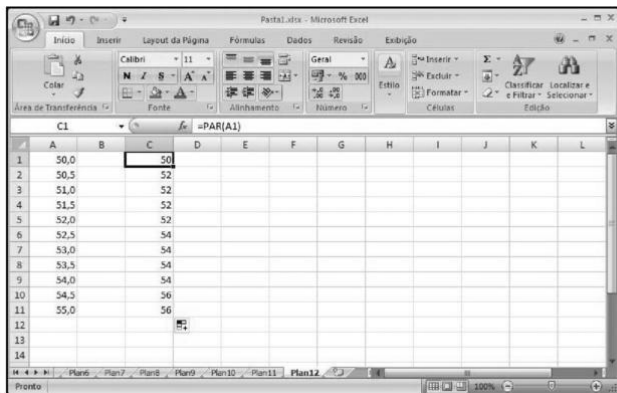 Pasta1.xlsx - Microsoft Excel
Início Inserir Layout da Página Fórmulas Dados Revisão Exibição
Colar
Calibri 11
N I S A A
Geral
% 000
Estilo
Inserir
Excluir
Formatar
Σ
Classificar e Filtrar
Localizar e Selecionar
Área de Transferência Fonte Alinhamento Número Células Edição
C1 fx =PAR(A1)
A B C D E F G H I J K L
1 50,0 50
2 50,5 52
3 51,0 52
4 51,5 52
5 52,0 52
6 52,5 54
7 53,0 54
8 53,5 54
9 54,0 54
10 54,5 56
11 55,0 56
12
13
14
Plan6 Plan7 Plan8 Plan9 Plan10 Plan11 Plan12
Pronto 100%